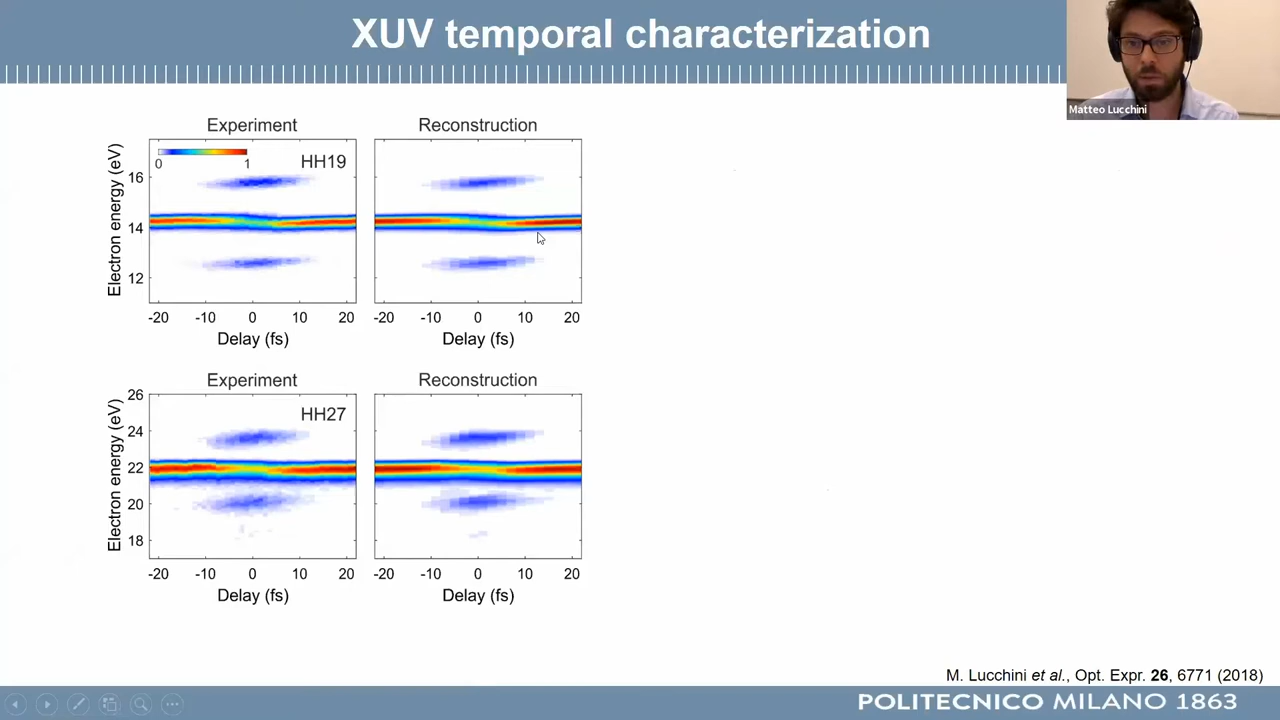 XUV temporal characterization
Matteo Lucchini
Experiment
Reconstruction
Electron energy (eV)
16
14
12
0
1
HH19
-20 -10 0 10 20
-20 -10 0 10 20
Delay (fs)
Delay (fs)
Experiment
Reconstruction
Electron energy (eV)
26
24
22
20
18
HH27
-20 -10 0 10 20
-20 -10 0 10 20
Delay (fs)
Delay (fs)
M. Lucchini et al., Opt. Expr. 26, 6771 (2018)
POLITECNICO MILANO 1863